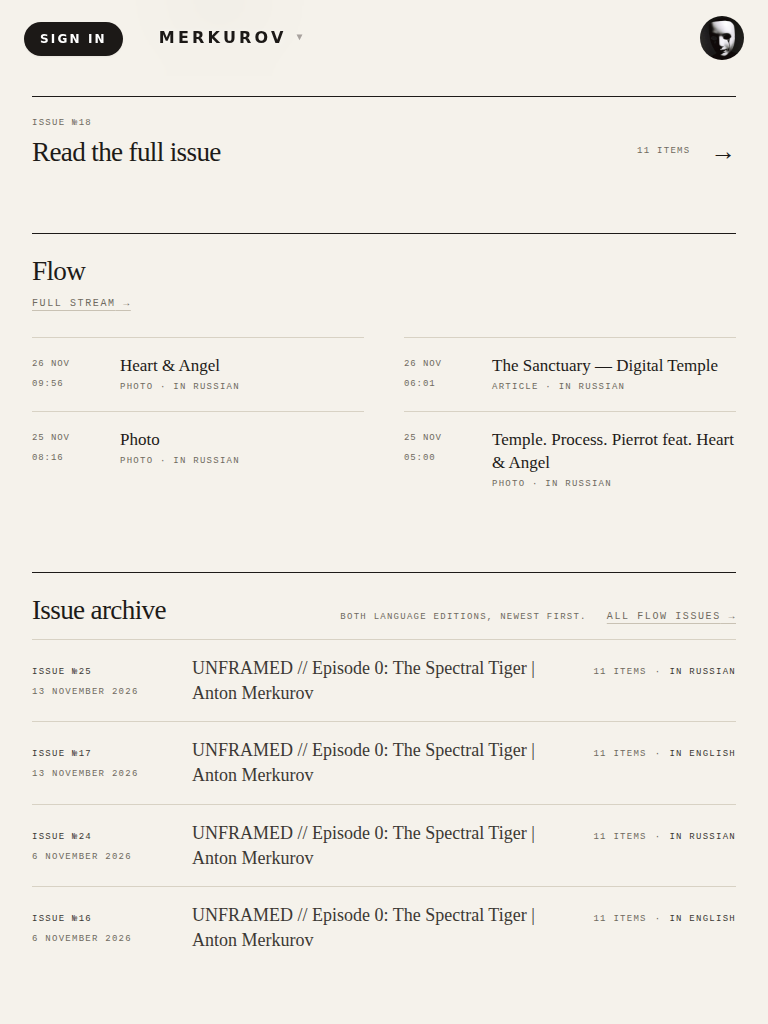 SIGN IN
MERKUROV ▼
ISSUE №18
Read the full issue
11 ITEMS →
Flow
FULL STREAM →
26 NOV
09:56
Heart & Angel
PHOTO · IN RUSSIAN
26 NOV
06:01
The Sanctuary — Digital Temple
ARTICLE · IN RUSSIAN
25 NOV
08:16
Photo
PHOTO · IN RUSSIAN
25 NOV
05:00
Temple. Process. Pierrot feat. Heart
& Angel
PHOTO · IN RUSSIAN
Issue archive
BOTH LANGUAGE EDITIONS, NEWEST FIRST.
ALL FLOW ISSUES →
ISSUE №25
13 NOVEMBER 2026
UNFRAMED // Episode 0: The Spectral Tiger |
Anton Merkurov
11 ITEMS · IN RUSSIAN
ISSUE №17
13 NOVEMBER 2026
UNFRAMED // Episode 0: The Spectral Tiger |
Anton Merkurov
11 ITEMS · IN ENGLISH
ISSUE №24
6 NOVEMBER 2026
UNFRAMED // Episode 0: The Spectral Tiger |
Anton Merkurov
11 ITEMS · IN RUSSIAN
ISSUE №16
6 NOVEMBER 2026
UNFRAMED // Episode 0: The Spectral Tiger |
Anton Merkurov
11 ITEMS · IN ENGLISH